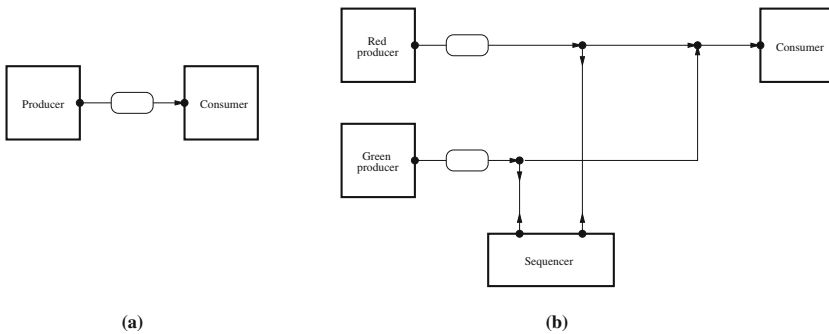 Producer
Consumer
(a)
Red
producer
Consumer
Green
producer
Sequencer
(b)